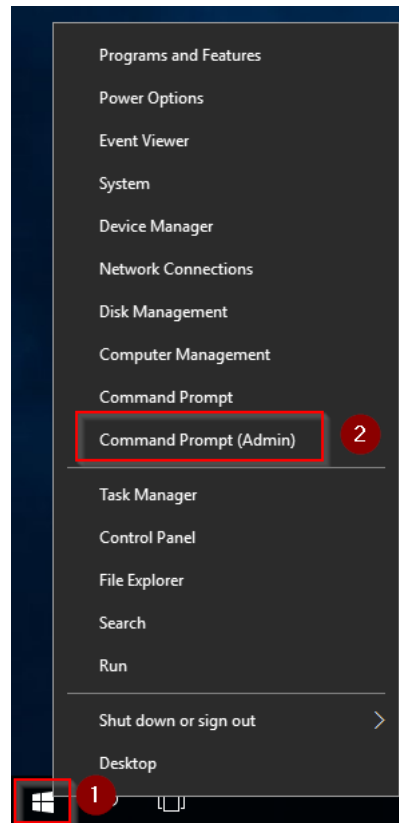 Programs and Features
Power Options
Event Viewer
System
Device Manager
Network Connections
Disk Management
Computer Management
Command Prompt
Command Prompt (Admin)
2
Task Manager
Control Panel
File Explorer
Search
Run
Shut down or sign out
Desktop
1